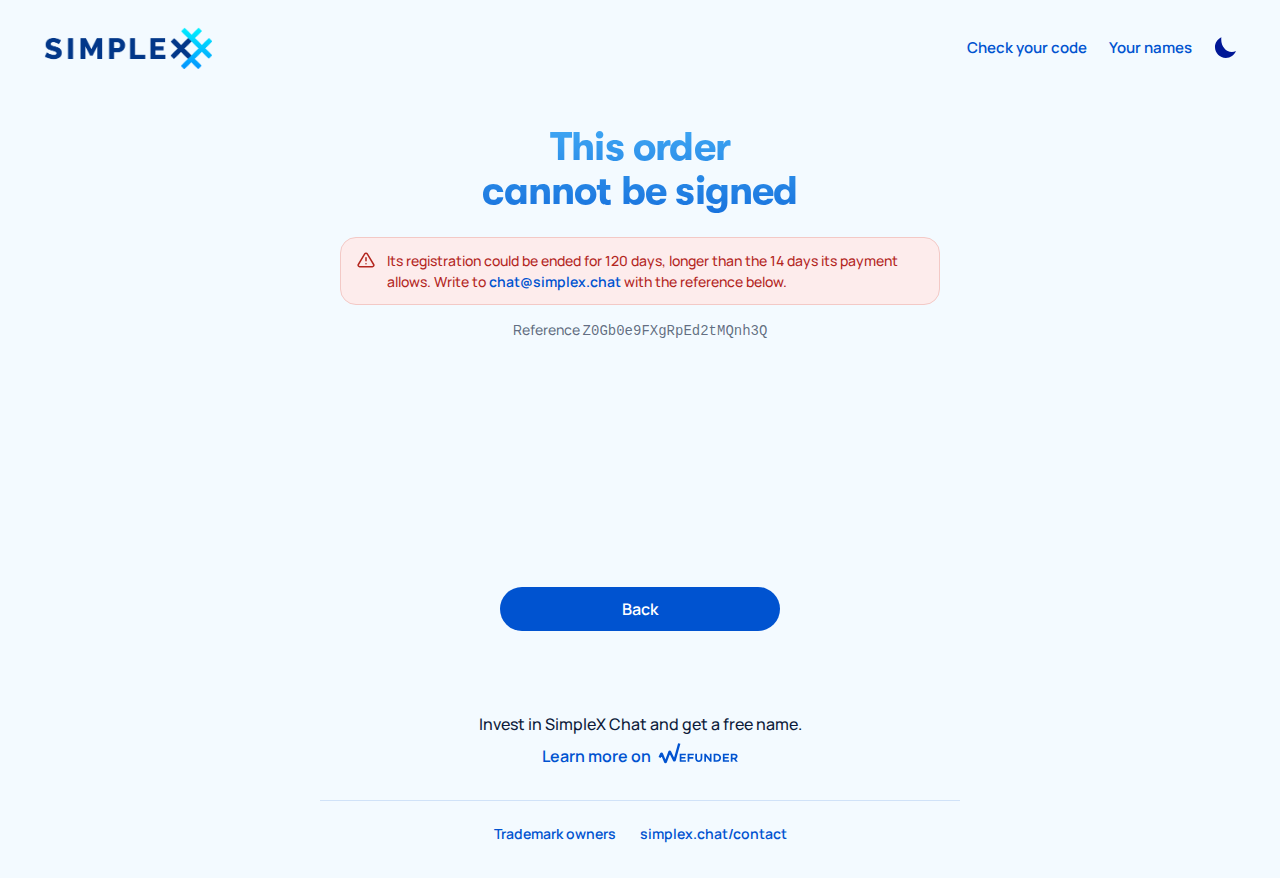 SIMPLEX
Check your code
Your names
This order
cannot be signed
Its registration could be ended for 120 days, longer than the 14 days its payment
allows. Write to chat@simplex.chat with the reference below.
Reference Z0Gb0e9FXgRpEd2tMQnh3Q
Back
Invest in SimpleX Chat and get a free name.
Learn more on WEFUNDER
Trademark owners
simplex.chat/contact